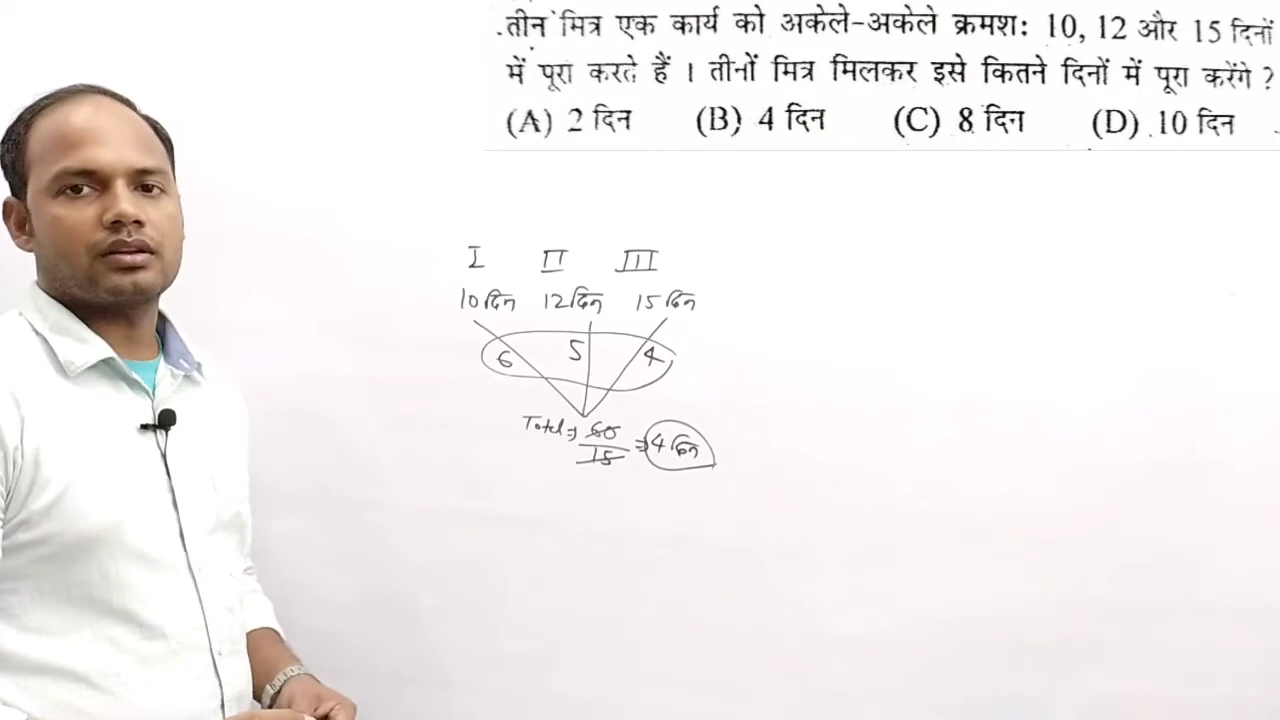 .तीन मित्र एक कार्य को अकेले-अकेले क्रमश: 10, 12 और 15 दिनों
में पूरा करते हैं । तीनों मित्र मिलकर इसे कितने दिनों में पूरा करेंगे ?
(A) 2 दिन (B) 4 दिन (C) 8 दिन (D) 10 दिन
I II III
10 दिन 12 दिन 15 दिन
6 5 4
Total ⇒ 60 ⇒ 4 दिन
15